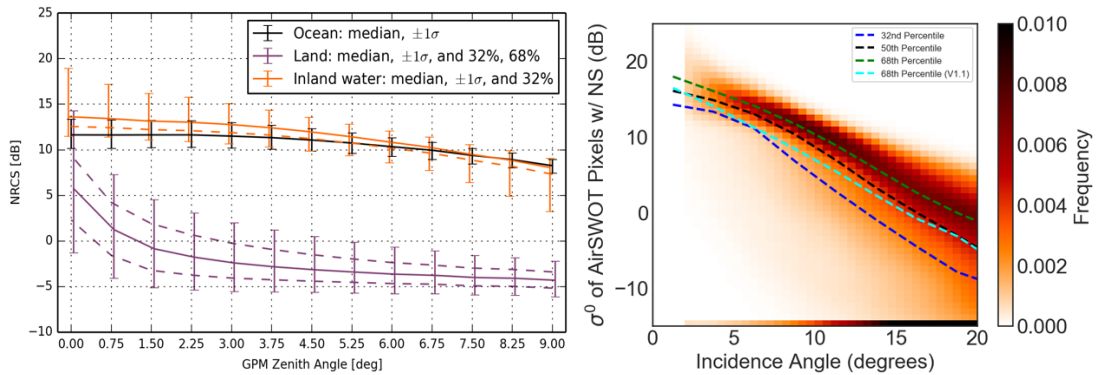 25
20
15
10
5
0
−5
−10
NRCS [dB]
0.00 0.75 1.50 2.25 3.00 3.75 4.50 5.25 6.00 6.75 7.50 8.25 9.00
GPM Zenith Angle [deg]
Ocean: median, ±1σ
Land: median, ±1σ, and 32%, 68%
Inland water: median, ±1σ, and 32%
20
10
0
−10
σ⁰ of AirSWOT Pixels w/ NS (dB)
0 5 10 15 20
Incidence Angle (degrees)
32nd Percentile
50th Percentile
68th Percentile
68th Percentile (V1.1)
0.010
0.008
0.006
0.004
0.002
0.000
Frequency